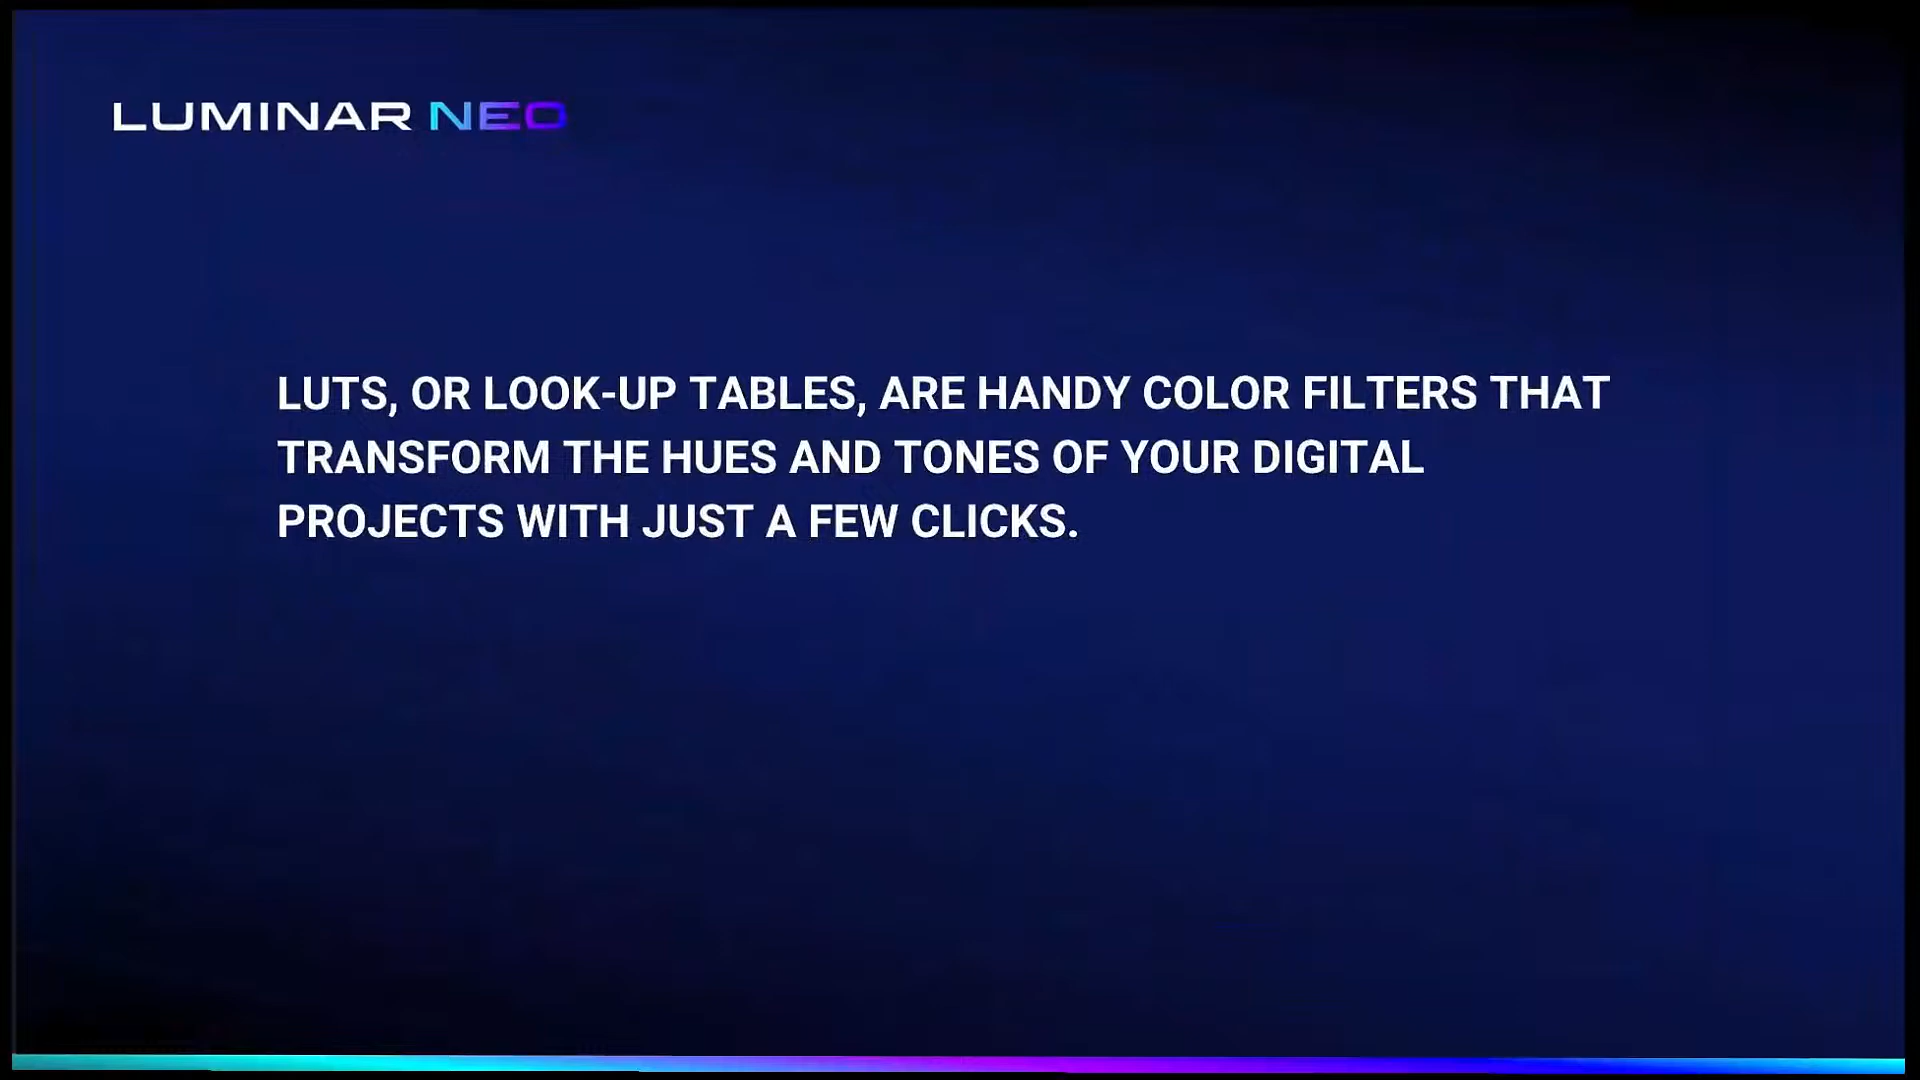 LUMINAR NEO
LUTS, OR LOOK-UP TABLES, ARE HANDY COLOR FILTERS THAT
TRANSFORM THE HUES AND TONES OF YOUR DIGITAL
PROJECTS WITH JUST A FEW CLICKS.